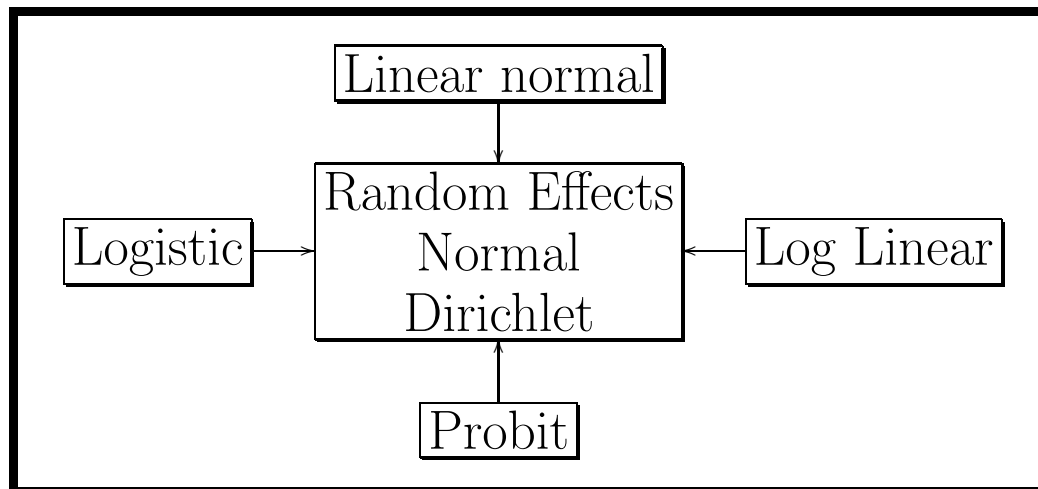 Linear normal
Random Effects
Normal
Dirichlet
Logistic
Log Linear
Probit